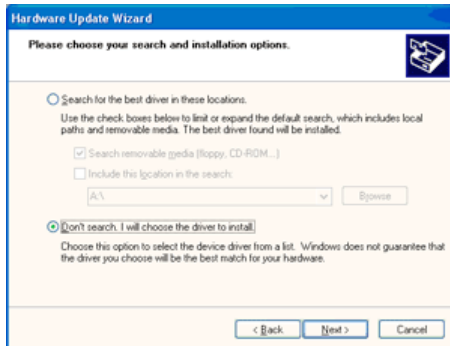 Hardware Update Wizard
Please choose your search and installation options.
Search for the best driver in these locations.
Use the check boxes below to limit or expand the default search, which includes local
paths and removable media. The best driver found will be installed.
Search removable media (floppy, CD-ROM...)
Include this location in the search:
A:\
Browse
Don't search. I will choose the driver to install.
Choose this option to select the device driver from a list. Windows does not guarantee that
the driver you choose will be the best match for your hardware.
< Back Next > Cancel